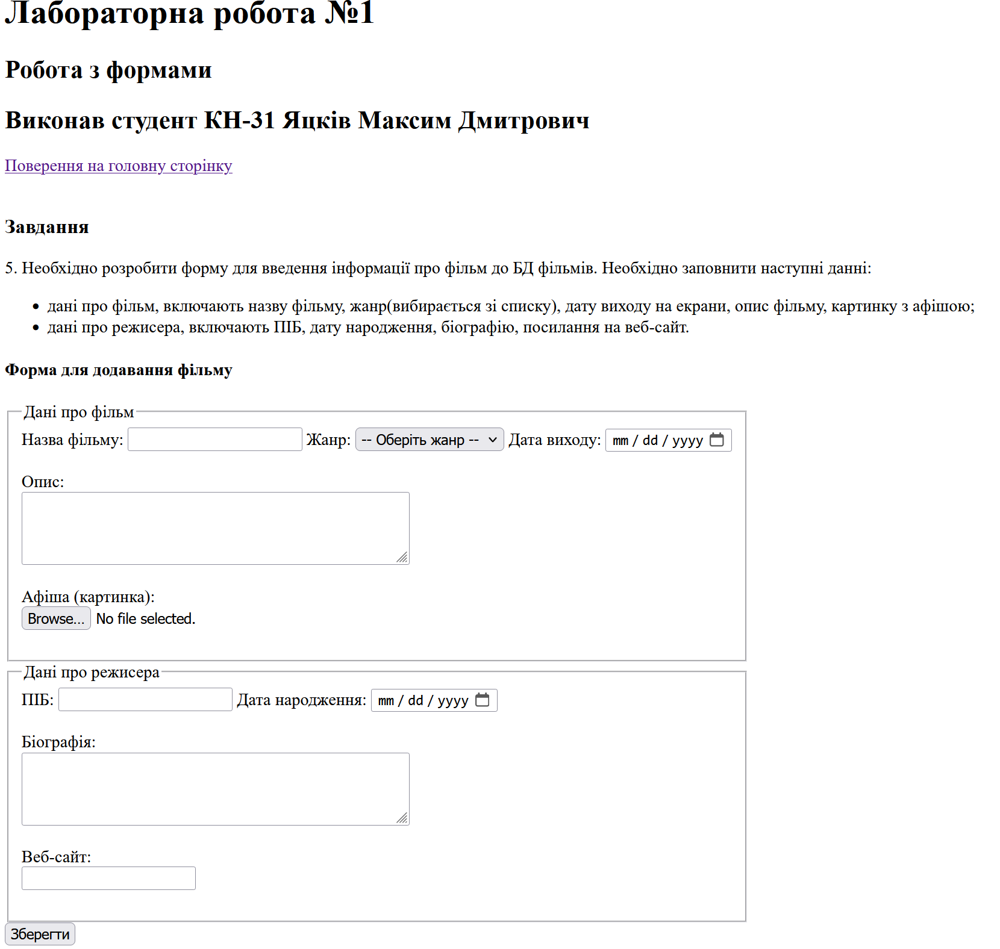 Лабораторна робота №1
Робота з формами
Виконав студент КН-31 Яцків Максим Дмитрович
Поверення на головну сторінку
Завдання
5. Необхідно розробити форму для введення інформації про фільм до БД фільмів. Необхідно заповнити наступні данні:
• дані про фільм, включають назву фільму, жанр(вибирається зі списку), дату виходу на екрани, опис фільму, картинку з афішою;
• дані про режисера, включають ПІБ, дату народження, біографію, посилання на веб-сайт.
Форма для додавання фільму
Дані про фільм
Назва фільму: Жанр: -- Оберіть жанр -- Дата виходу: mm / dd / yyyy
Опис:
Афіша (картинка):
Browse... No file selected.
Дані про режисера
ПІБ: Дата народження: mm / dd / yyyy
Біографія:
Веб-сайт:
Зберегти